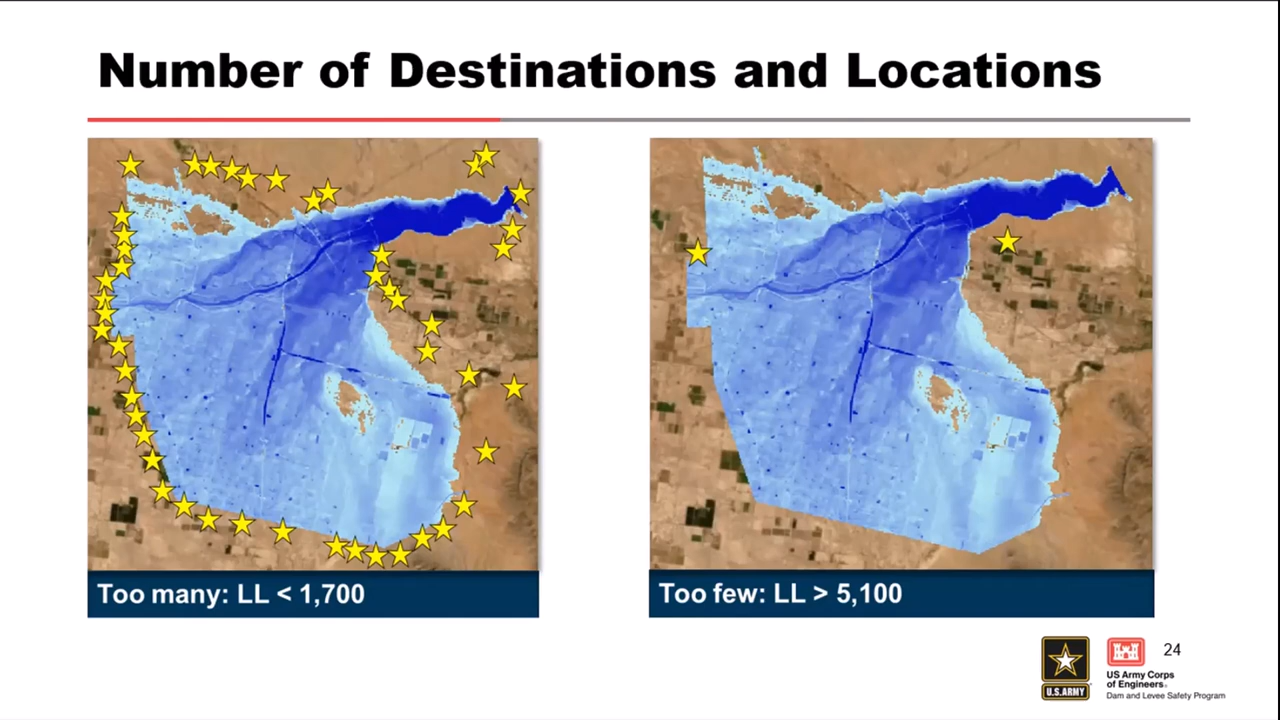 Number of Destinations and Locations
Too many: LL < 1,700
Too few: LL > 5,100
24
U.S.ARMY
US Army Corps
of Engineers®
Dam and Levee Safety Program